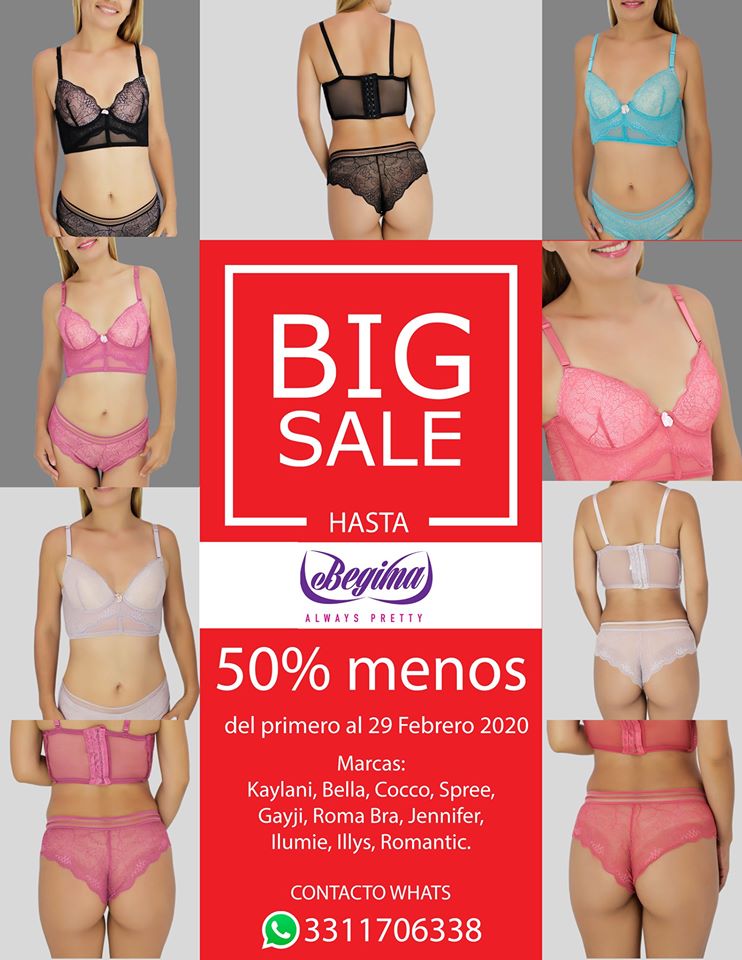 BIG
SALE
HASTA
Begima
ALWAYS PRETTY
50% menos
del primero al 29 Febrero 2020
Marcas:
Kaylani, Bella, Cocco, Spree,
Gayji, Roma Bra, Jennifer,
Ilumie, Illys, Romantic.
CONTACTO WHATS
3311706338